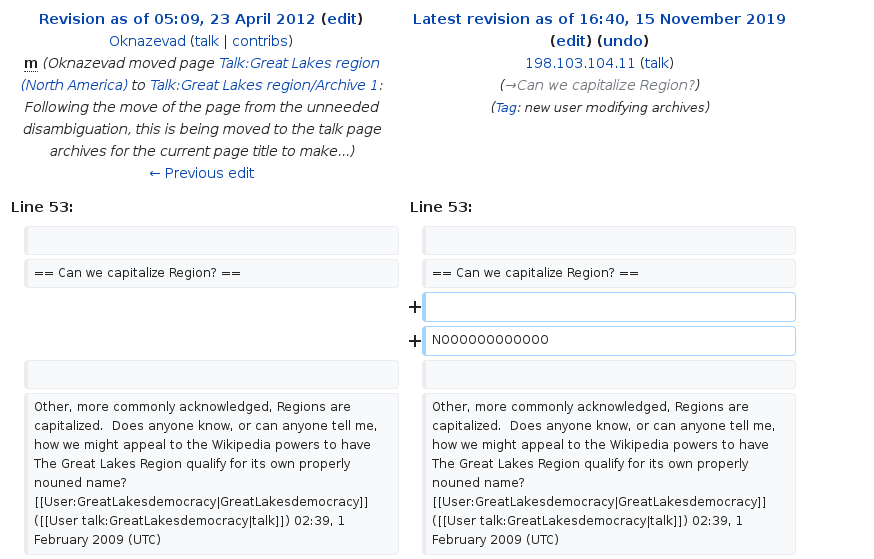 Revision as of 05:09, 23 April 2012 (edit)
Oknazevad (talk | contribs)
m (Oknazevad moved page Talk:Great Lakes region
(North America) to Talk:Great Lakes region/Archive 1:
Following the move of the page from the unneeded
disambiguation, this is being moved to the talk page
archives for the current page title to make...)
← Previous edit
Latest revision as of 16:40, 15 November 2019
(edit) (undo)
198.103.104.11 (talk)
(→Can we capitalize Region?)
(Tag: new user modifying archives)
Line 53:
Line 53:
== Can we capitalize Region? ==
== Can we capitalize Region? ==
+
+ NOOOOOOOOOOOO
Other, more commonly acknowledged, Regions are
capitalized.  Does anyone know, or can anyone tell me,
how we might appeal to the Wikipedia powers to have
The Great Lakes Region qualify for its own properly
nouned name?
[[User:GreatLakesdemocracy|GreatLakesdemocracy]]
([[User talk:GreatLakesdemocracy|talk]]) 02:39, 1
February 2009 (UTC)
Other, more commonly acknowledged, Regions are
capitalized.  Does anyone know, or can anyone tell me,
how we might appeal to the Wikipedia powers to have
The Great Lakes Region qualify for its own properly
nouned name?
[[User:GreatLakesdemocracy|GreatLakesdemocracy]]
([[User talk:GreatLakesdemocracy|talk]]) 02:39, 1
February 2009 (UTC)